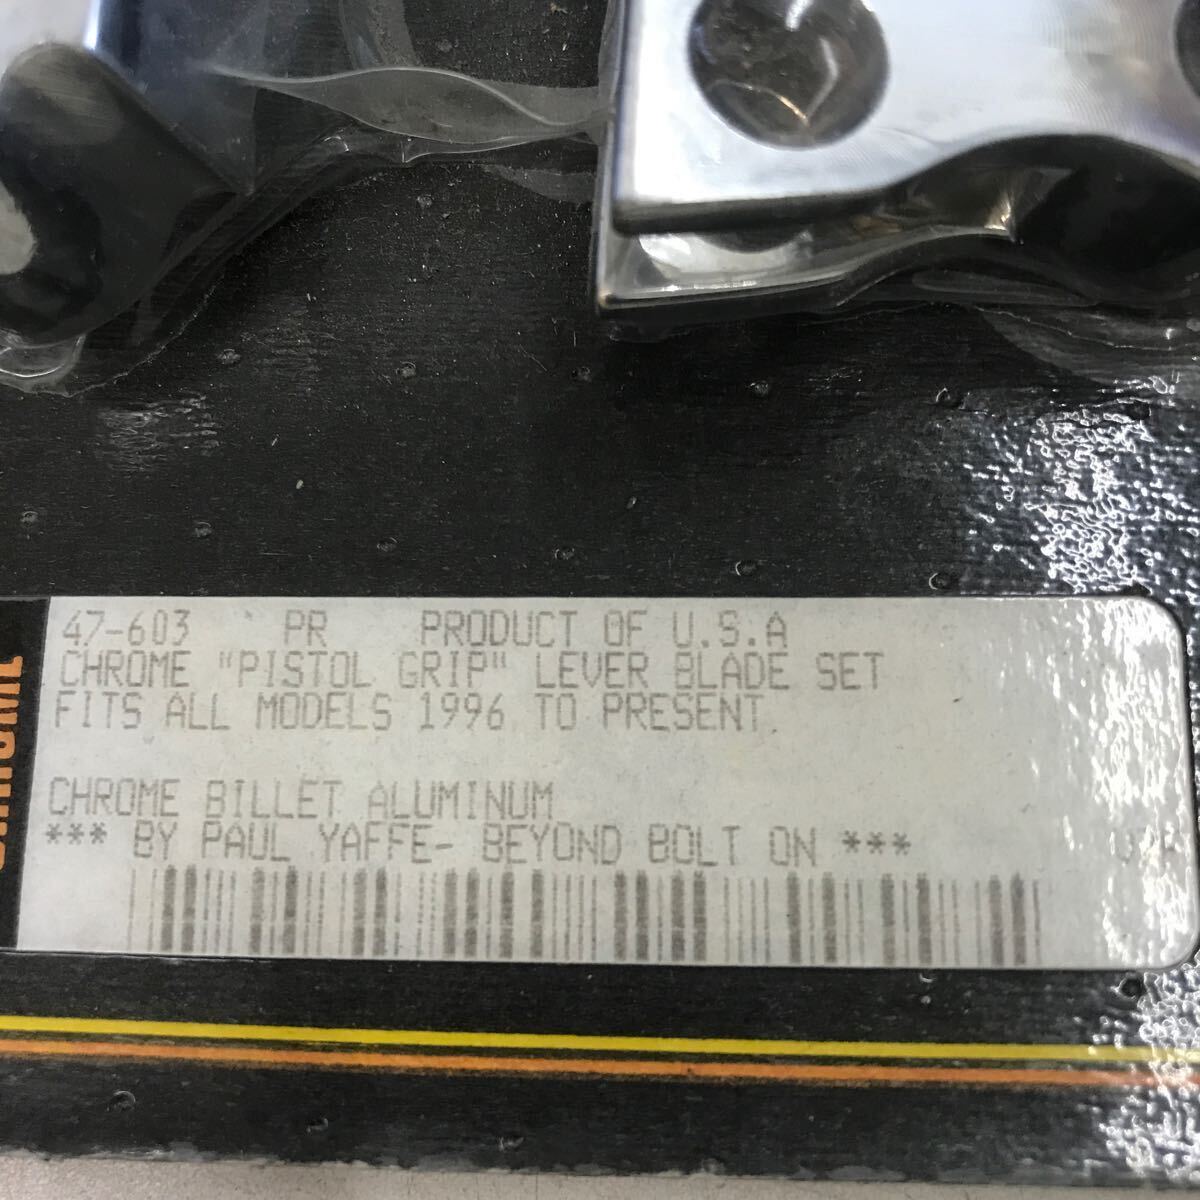 47-603 PR PRODUCT OF U.S.A
CHROME "PISTOL GRIP" LEVER BLADE SET
FITS ALL MODELS 1996 TO PRESENT
CHROME BILLET ALUMINUM
*** BY PAUL YAFFE- BEYOND BOLT ON ***